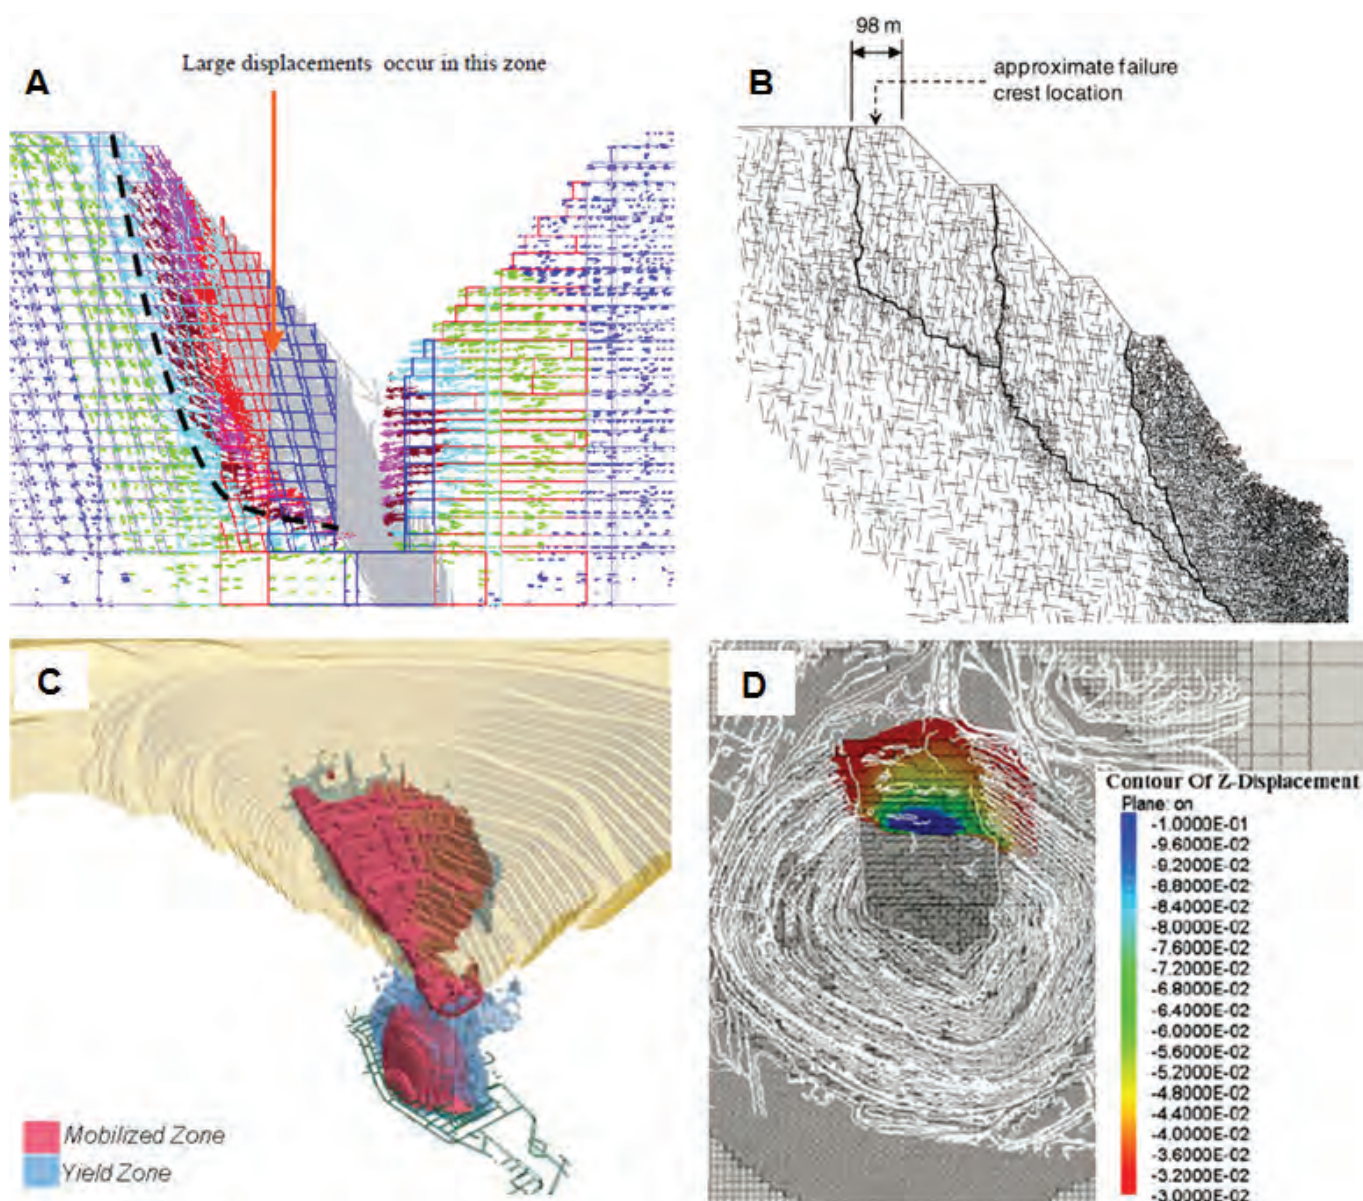 A
Large displacements occur in this zone
B
98 m
approximate failure
crest location
C
Mobilized Zone
Yield Zone
D
Contour Of Z-Displacement
Plane: on
-1.0000E-01
-9.6000E-02
-9.2000E-02
-8.8000E-02
-8.4000E-02
-8.0000E-02
-7.6000E-02
-7.2000E-02
-6.8000E-02
-6.4000E-02
-6.0000E-02
-5.6000E-02
-5.2000E-02
-4.8000E-02
-4.4000E-02
-4.0000E-02
-3.6000E-02
-3.2000E-02
-3.0000E-02